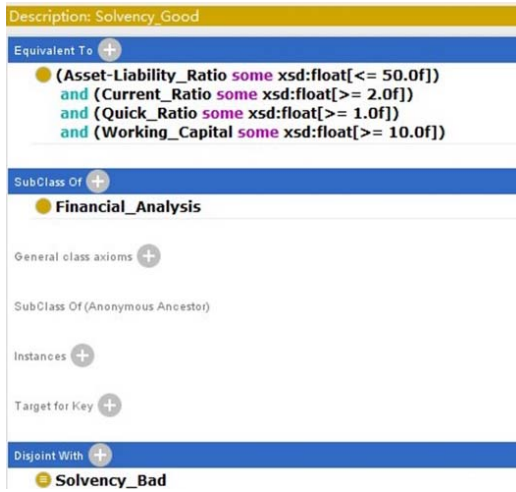 Description: Solvency_Good
Equivalent To
(Asset-Liability_Ratio some xsd:float[<= 50.0f])
and (Current_Ratio some xsd:float[>= 2.0f])
and (Quick_Ratio some xsd:float[>= 1.0f])
and (Working_Capital some xsd:float[>= 10.0f])
SubClass Of
Financial_Analysis
General class axioms
SubClass Of (Anonymous Ancestor)
Instances
Target for Key
Disjoint With
Solvency_Bad